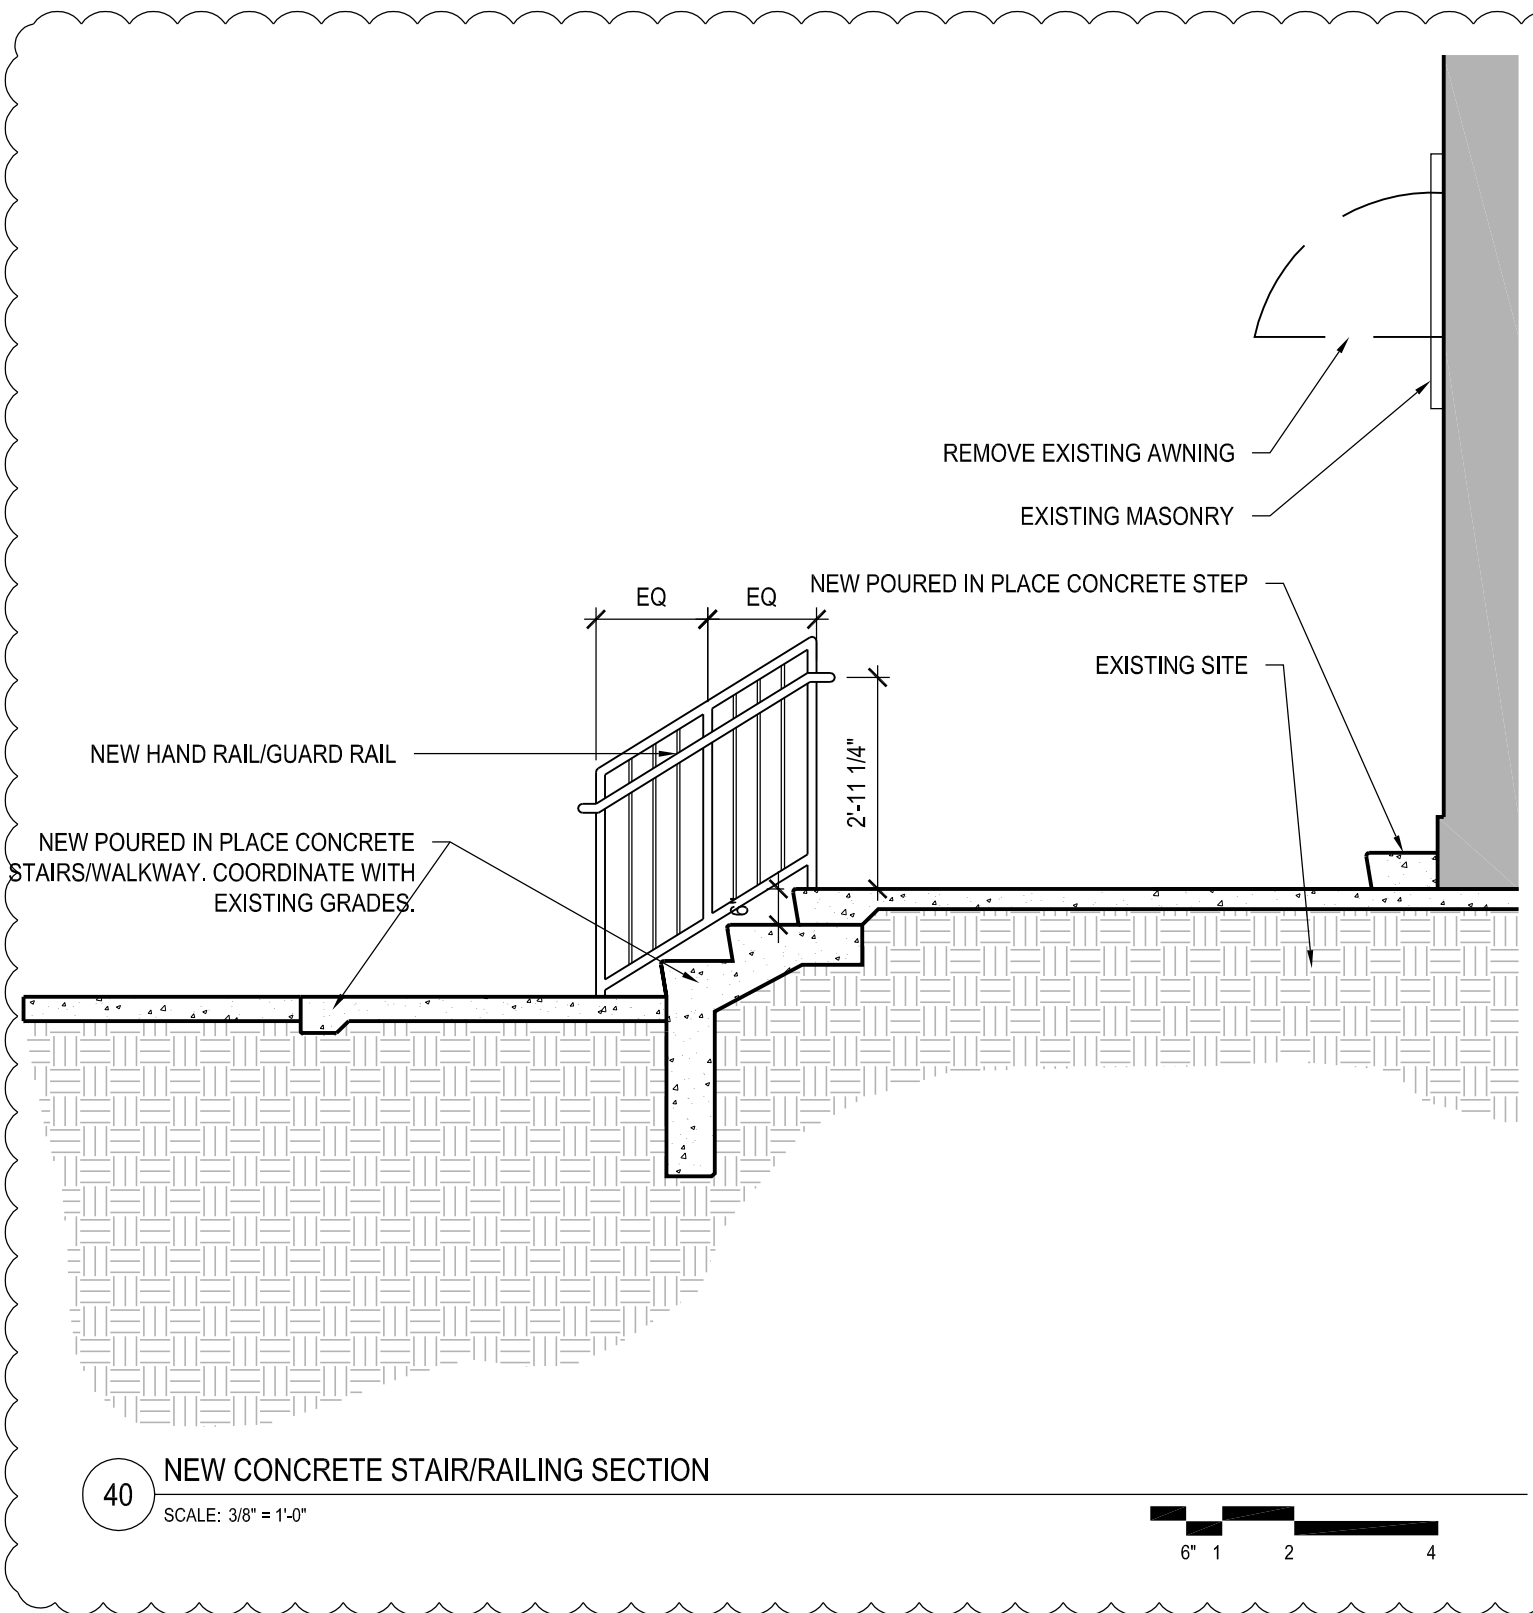 REMOVE EXISTING AWNING
EXISTING MASONRY
NEW POURED IN PLACE CONCRETE STEP
EQ
EQ
EXISTING SITE
NEW HAND RAIL/GUARD RAIL
2'-11 1/4"
NEW POURED IN PLACE CONCRETE
STAIRS/WALKWAY. COORDINATE WITH
EXISTING GRADES.
6"
40
NEW CONCRETE STAIR/RAILING SECTION
SCALE: 3/8" = 1'-0"
6" 1 2 4